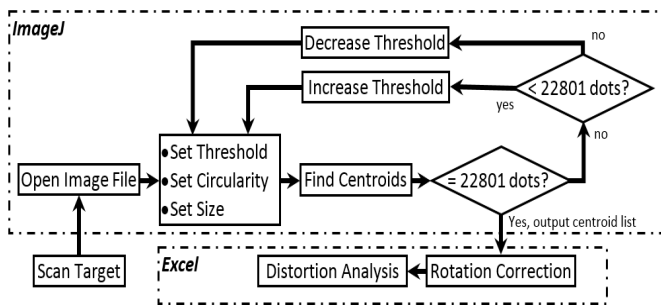 ImageJ
Decrease Threshold
no
Increase Threshold
yes
< 22801 dots?
no
Open Image File
•Set Threshold
•Set Circularity
•Set Size
Find Centroids
= 22801 dots?
Yes, output centroid list
Scan Target
Excel
Distortion Analysis
Rotation Correction